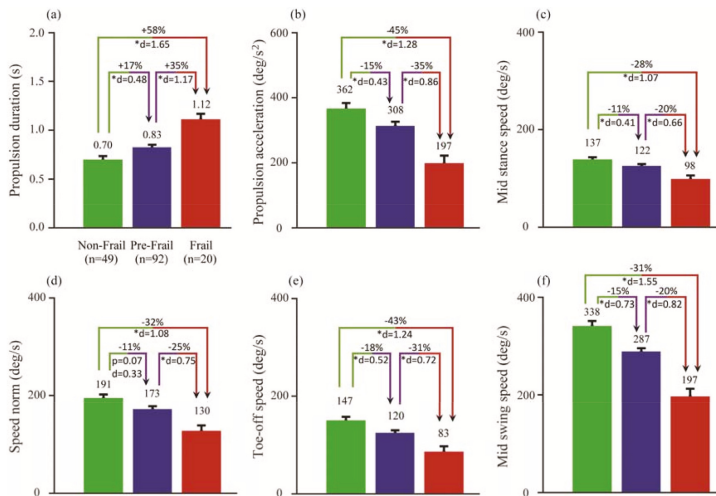 (a)
Propulsion duration (s)
2.0
1.5
1.0
0.5
0.0
+58%
*d=1.65
+17%
*d=0.48
+35%
*d=1.17
0.70
0.83
1.12
Non-Frail
(n=49)
Pre-Frail
(n=92)
Frail
(n=20)
(b)
Propulsion acceleration (deg/s²)
600
400
200
0
-45%
*d=1.28
-15%
*d=0.43
-35%
*d=0.86
362
308
197
(c)
Mid stance speed (deg/s)
400
200
0
-28%
*d=1.07
-11%
*d=0.41
-20%
*d=0.66
137
122
98
(d)
Speed norm (deg/s)
400
200
0
-32%
*d=1.08
-11%
p=0.07
d=0.33
-25%
*d=0.75
191
173
130
(e)
Toe-off speed (deg/s)
400
200
0
-43%
*d=1.24
-18%
*d=0.52
-31%
*d=0.72
147
120
83
(f)
Mid swing speed (deg/s)
400
200
0
-31%
*d=1.55
-15%
*d=0.73
-20%
*d=0.82
338
287
197